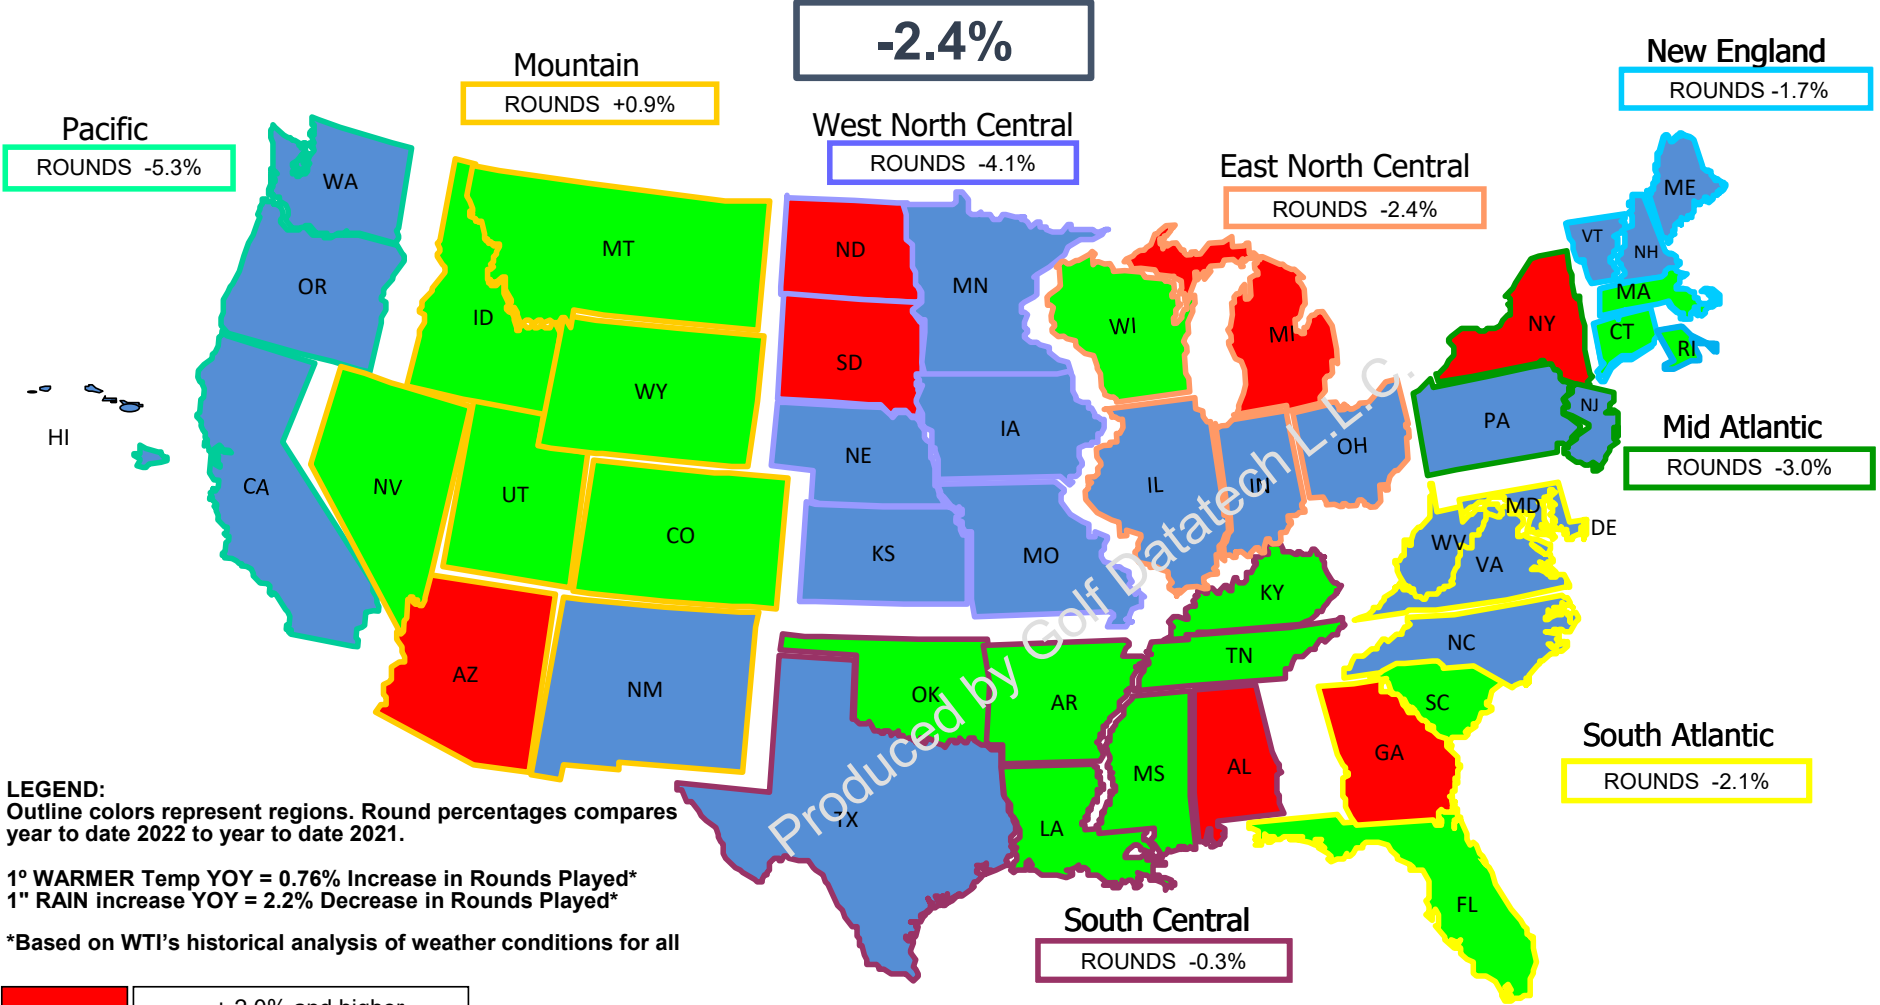 -2.4%
Mountain
ROUNDS +0.9%
New England
ROUNDS -1.7%
Pacific
ROUNDS -5.3%
West North Central
ROUNDS -4.1%
East North Central
ROUNDS -2.4%
WA
OR
CA
HI
MT
ID
WY
NV
UT
CO
AZ
NM
ND
SD
MN
NE
IA
KS
MO
WI
MI
IL
IN
OH
ME
VT
NH
MA
CT
RI
NY
PA
NJ
Mid Atlantic
ROUNDS -3.0%
MD
DE
WV
VA
NC
SC
GA
FL
KY
TN
OK
AR
MS
AL
TX
LA
South Atlantic
ROUNDS -2.1%
South Central
ROUNDS -0.3%
Produced by Golf Datatech L.L.C.
LEGEND:
Outline colors represent regions. Round percentages compares
year to date 2022 to year to date 2021.
1º WARMER Temp YOY = 0.76% Increase in Rounds Played*
1" RAIN increase YOY = 2.2% Decrease in Rounds Played*
*Based on WTI's historical analysis of weather conditions for all